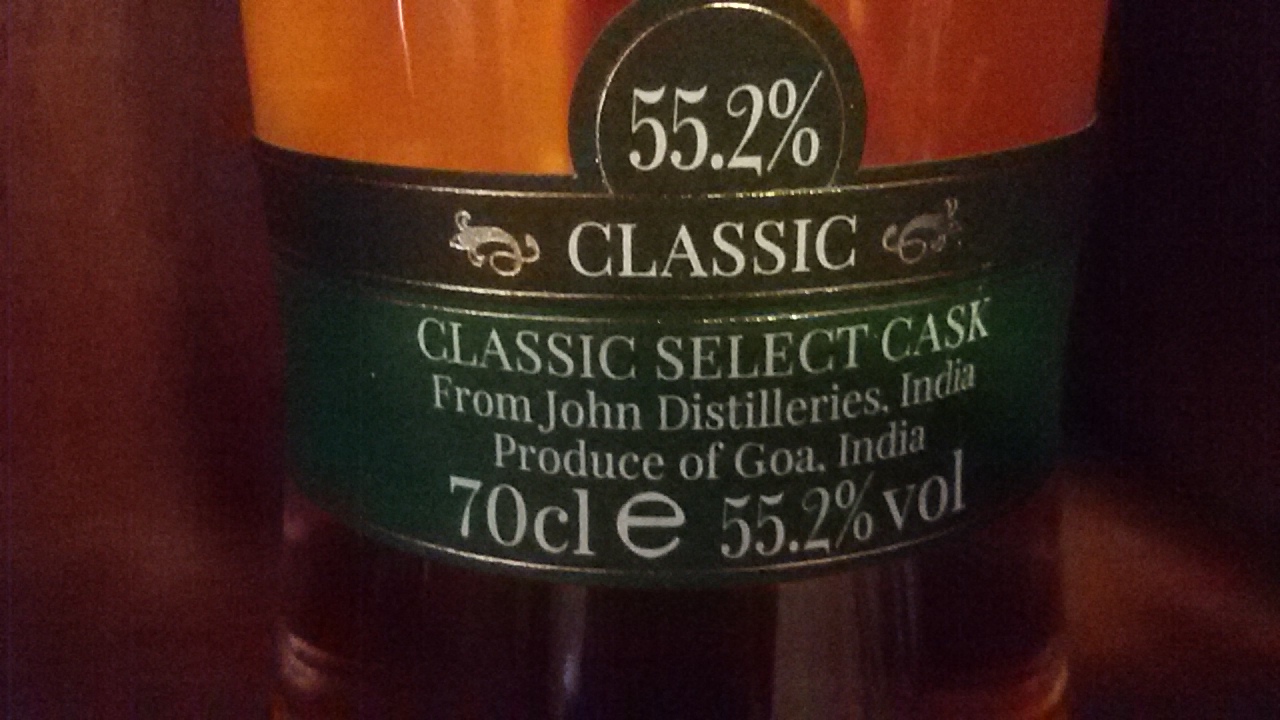 55.2%
CLASSIC
CLASSIC SELECT CASK
From John Distilleries, India
Produce of Goa, India
70cl e 55.2% vol